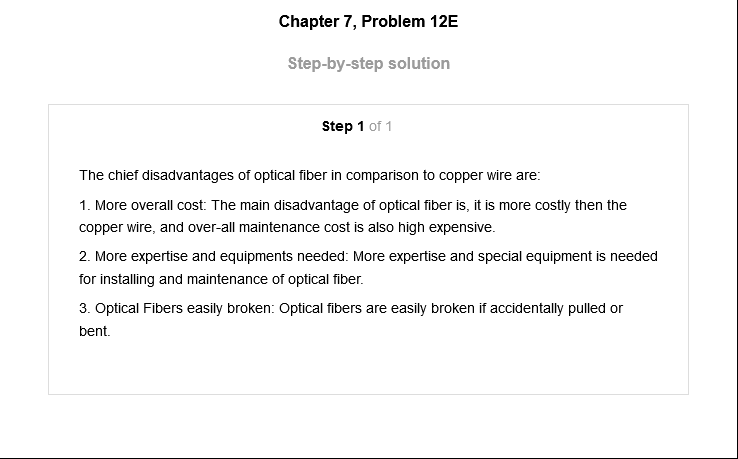 Chapter 7, Problem 12E
Step-by-step solution
Step 1 of 1
The chief disadvantages of optical fiber in comparison to copper wire are:
1. More overall cost: The main disadvantage of optical fiber is, it is more costly then the
copper wire, and over-all maintenance cost is also high expensive.
2. More expertise and equipments needed: More expertise and special equipment is needed
for installing and maintenance of optical fiber.
3. Optical Fibers easily broken: Optical fibers are easily broken if accidentally pulled or
bent.